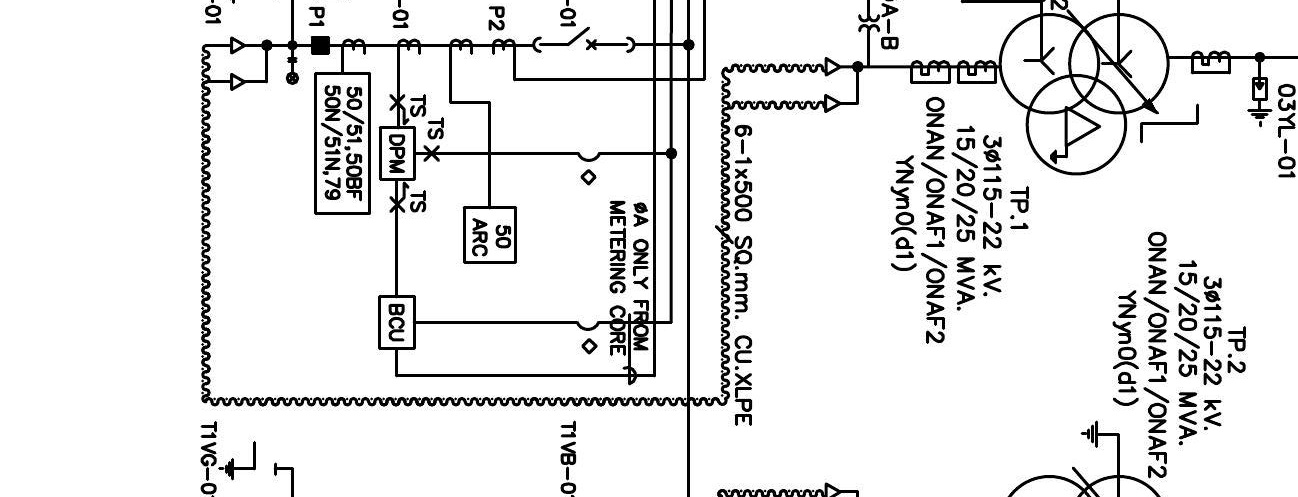 03YL-01
TP.2
3ø115-22 kV.
15/20/25 MVA.
ONAN/ONAF1/ONAF2
YNyn0(d1)
TP.1
3ø115-22 kV.
15/20/25 MVA.
ONAN/ONAF1/ONAF2
YNyn0(d1)
A-B
6-1x500 SQ.mm. CU.XLPE
øA ONLY FROM
METERING CORE
-01
T1VB-0
P2
50
ARC
TS
TS
TS
DPM
BCU
-01
50/51,50BF
50N/51N,79
P1
-01
T1VG-0